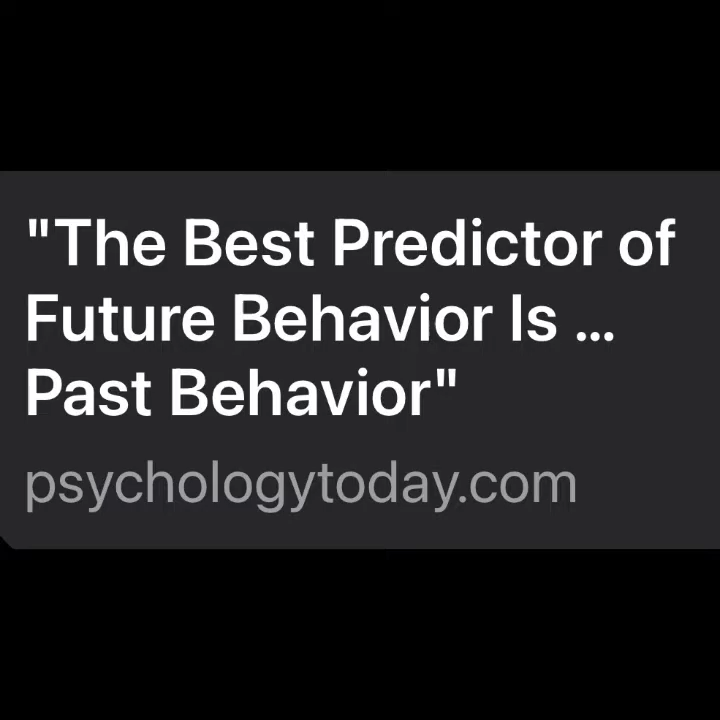 "The Best Predictor of
Future Behavior Is ...
Past Behavior"
psychologytoday.com